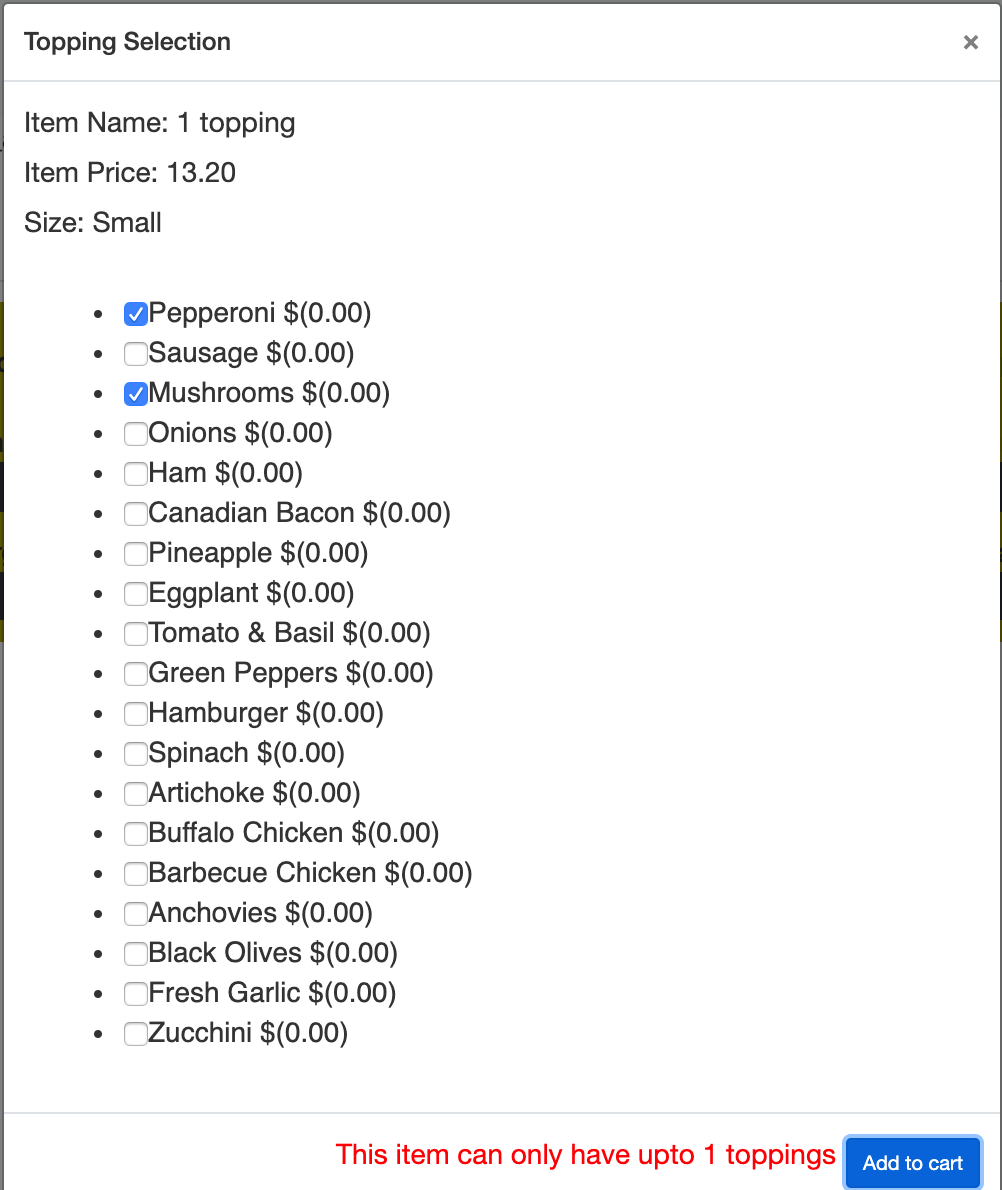 Topping Selection ×
Item Name: 1 topping
Item Price: 13.20
Size: Small
Pepperoni $(0.00)
Sausage $(0.00)
Mushrooms $(0.00)
Onions $(0.00)
Ham $(0.00)
Canadian Bacon $(0.00)
Pineapple $(0.00)
Eggplant $(0.00)
Tomato & Basil $(0.00)
Green Peppers $(0.00)
Hamburger $(0.00)
Spinach $(0.00)
Artichoke $(0.00)
Buffalo Chicken $(0.00)
Barbecue Chicken $(0.00)
Anchovies $(0.00)
Black Olives $(0.00)
Fresh Garlic $(0.00)
Zucchini $(0.00)
This item can only have upto 1 toppings Add to cart